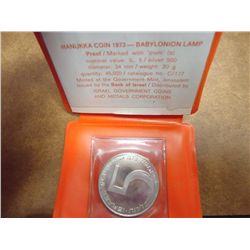 HANUKKA COIN 1973 — BABYLONION LAMP
Proof / Marked with "mem" (מ)
nominal value: IL. 5 / silver 500
diameter: 34 mm / weight: 20 g
quantity: 45,000 / catalogue no. C/117
Minted at the Government Mint, Jerusalem
Issued by the Bank of Israel / Distributed by
ISRAEL GOVERNMENT COINS
AND MEDALS CORPORATION
5